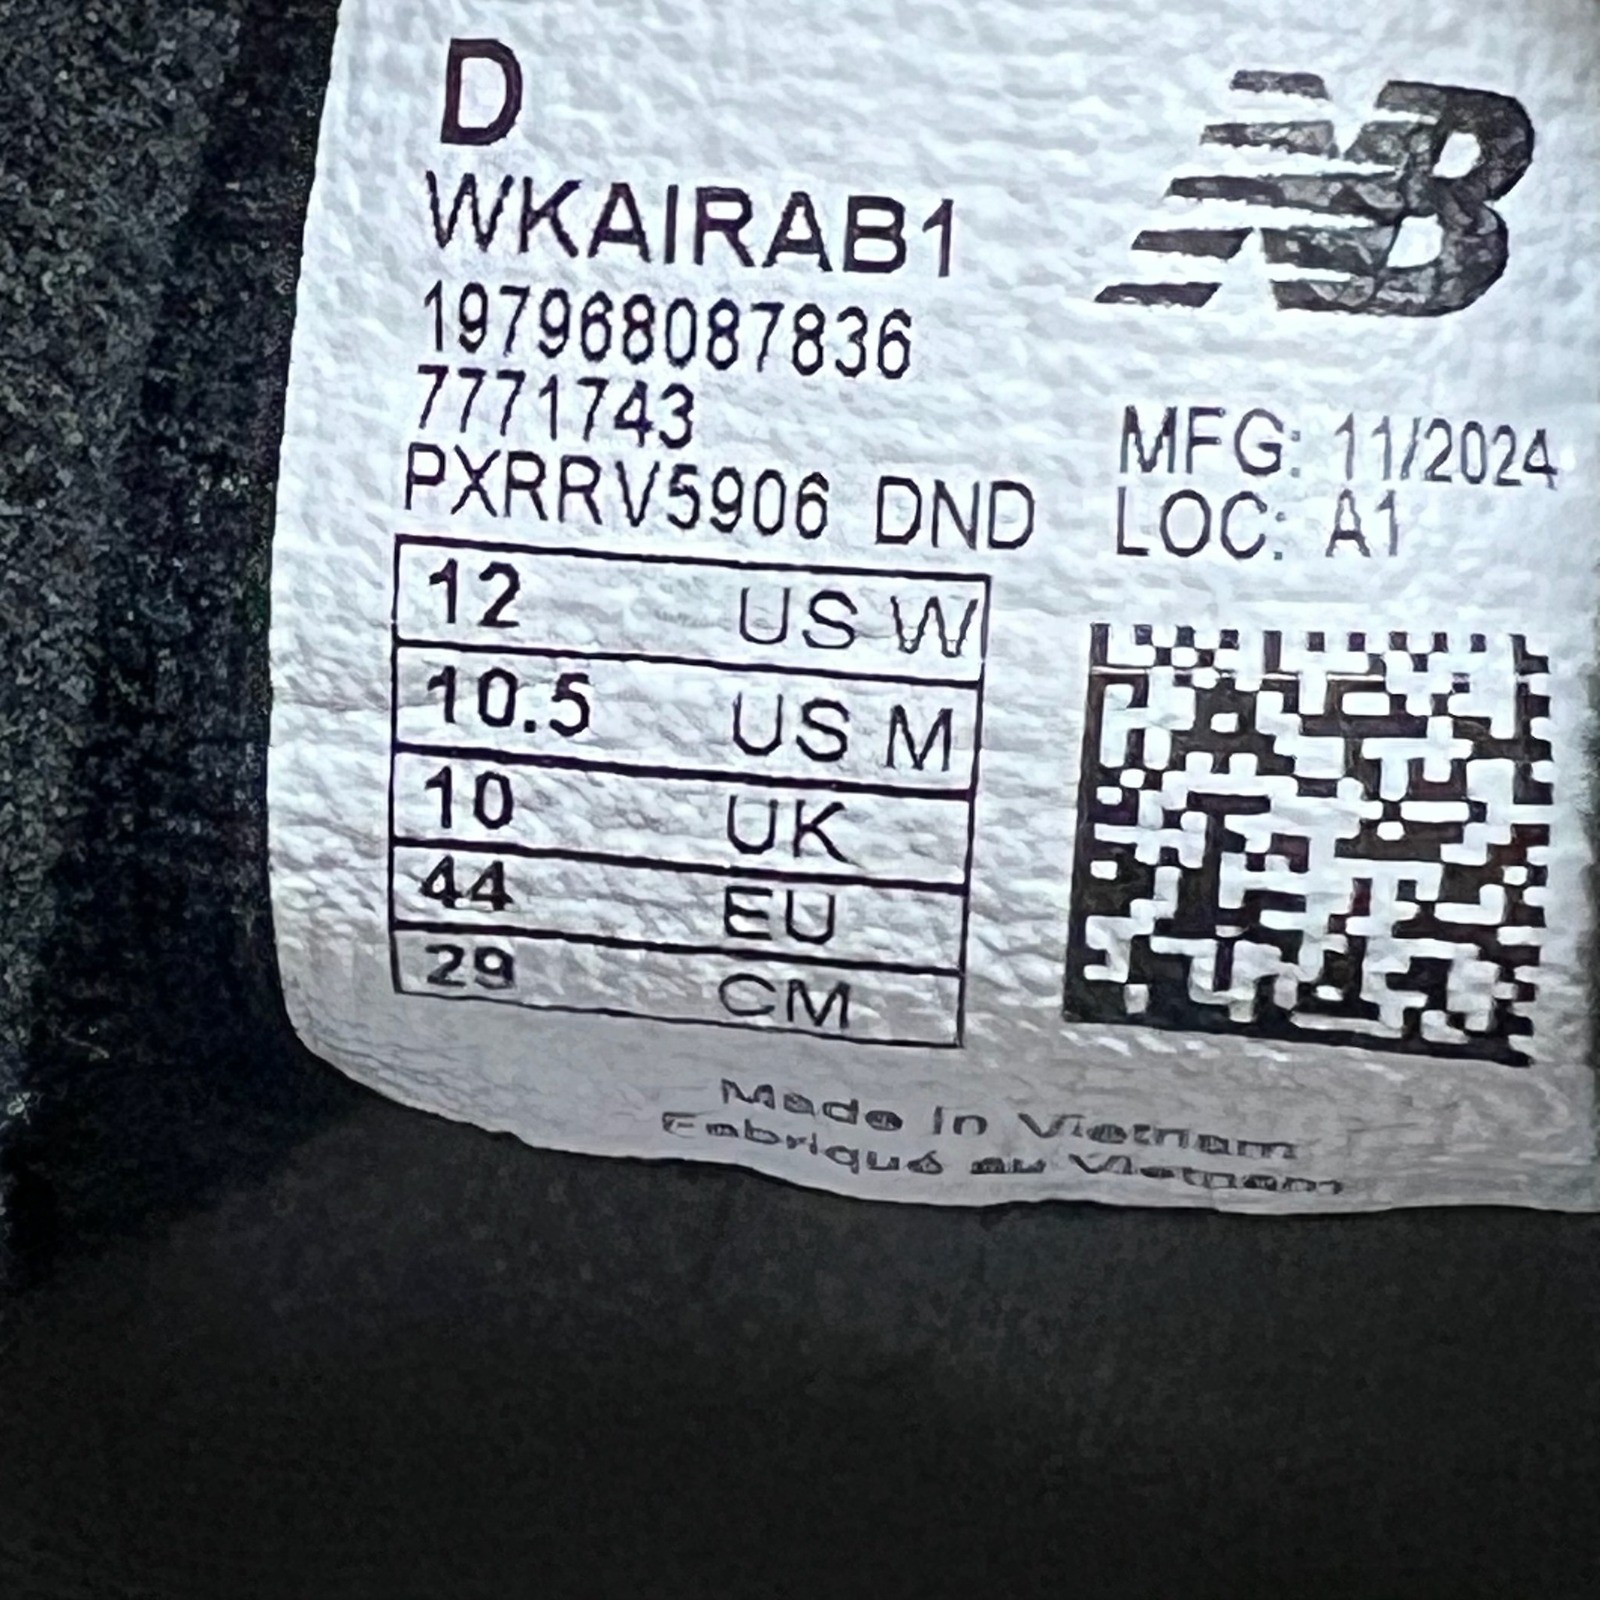 D
WKAIRAB1
197968087836
7771743
PXRRV5906 DND
NB
MFG: 11/2024
LOC: A1
12 US W
10.5 US M
10 UK
44 EU
29 CM
Made in Vietnam
Fabriqué au Vietnam